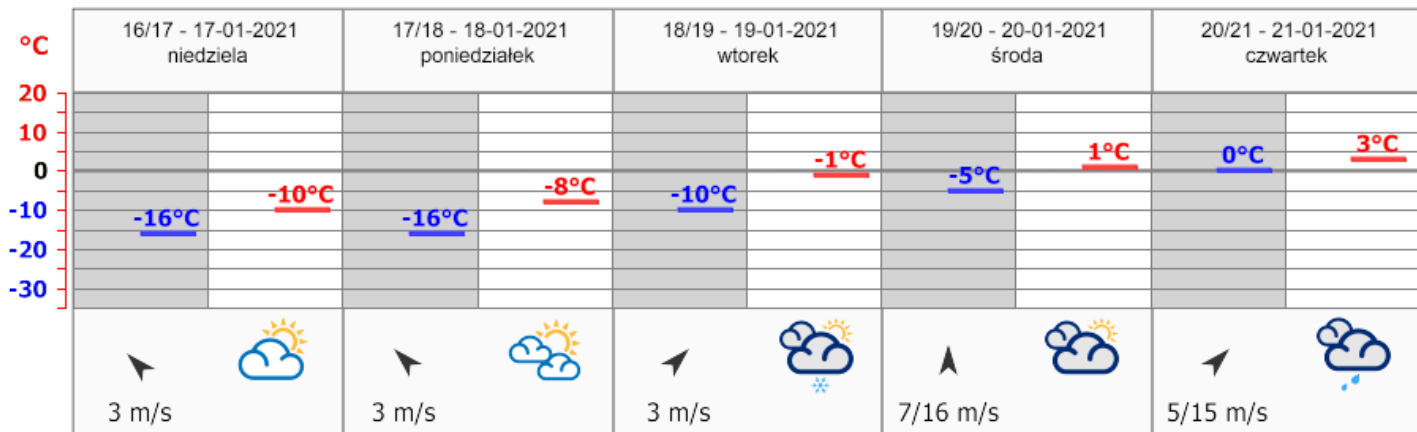 °C
16/17 - 17-01-2021
niedziela
17/18 - 18-01-2021
poniedziałek
18/19 - 19-01-2021
wtorek
19/20 - 20-01-2021
środa
20/21 - 21-01-2021
czwartek
20
10
0
-10
-20
-30
-16°C
-10°C
-16°C
-8°C
-10°C
-1°C
-5°C
1°C
0°C
3°C
3 m/s
3 m/s
3 m/s
7/16 m/s
5/15 m/s